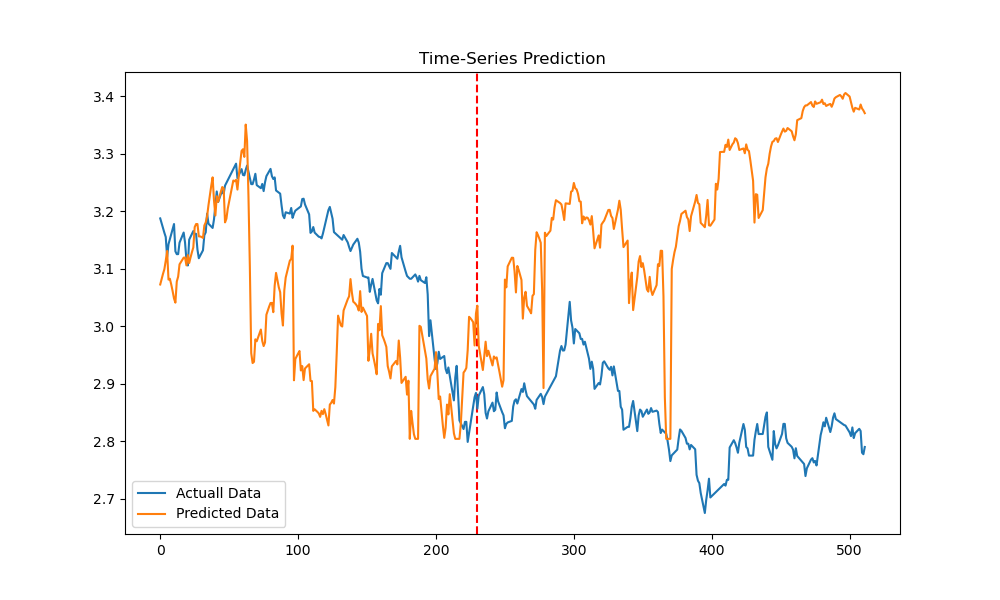 Time-Series Prediction
3.4
3.3
3.2
3.1
3.0
2.9
2.8
2.7
Actuall Data
Predicted Data
0 100 200 300 400 500